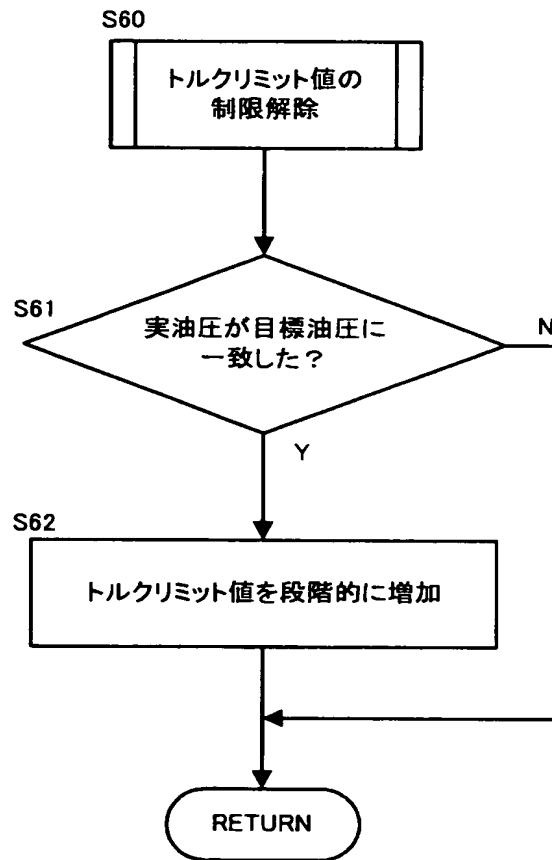 S60
トルクリミット値の
制限解除
S61
実油圧が目標油圧に
一致した？
N
Y
S62
トルクリミット値を段階的に増加
RETURN